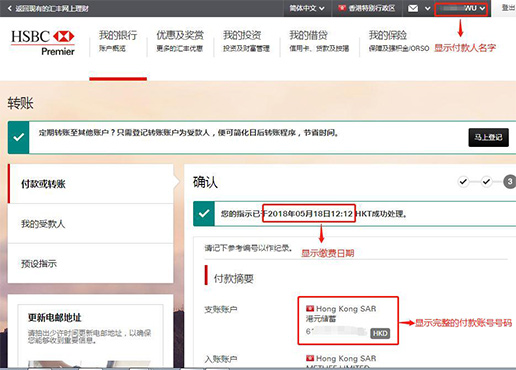 返回现有的汇丰网上理财
简体中文
香港特别行政区
WU
登出
HSBC
Premier
我的银行
账户概览
优惠及奖赏
更多的汇丰优惠
我的投资
投资及财富管理
我的借贷
信用卡、贷款及按揭
我的保险
保障及强积金/ORSO
显示付款人名字
转账
定期转账至其他账户？只需登记转账账户为受款人，便可简化日后转账程序，节省时间。
马上登记
付款或转账
我的受款人
预设指示
更新电邮地址
请抽出少许时间更新电邮地址，以确保
您能够收到重要信息。
确认
3
您的指示已于2018年05月18日12:12 HKT成功处理。
显示缴费日期
请记下参考编号以作纪录。
付款摘要
支账账户
Hong Kong SAR
港元储蓄
HKD
显示完整的付款账号号码
入账账户
Hong Kong SAR
METLIFE LIMITED